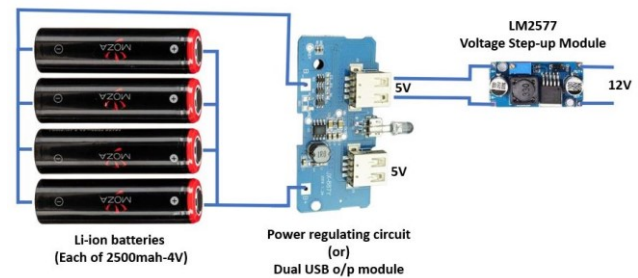 LM2577
Voltage Step-up Module
MOZA
MOZA
MOZA
MOZA
5V
12V
5V
Li-ion batteries
(Each of 2500mah-4V)
Power regulating circuit
(or)
Dual USB o/p module